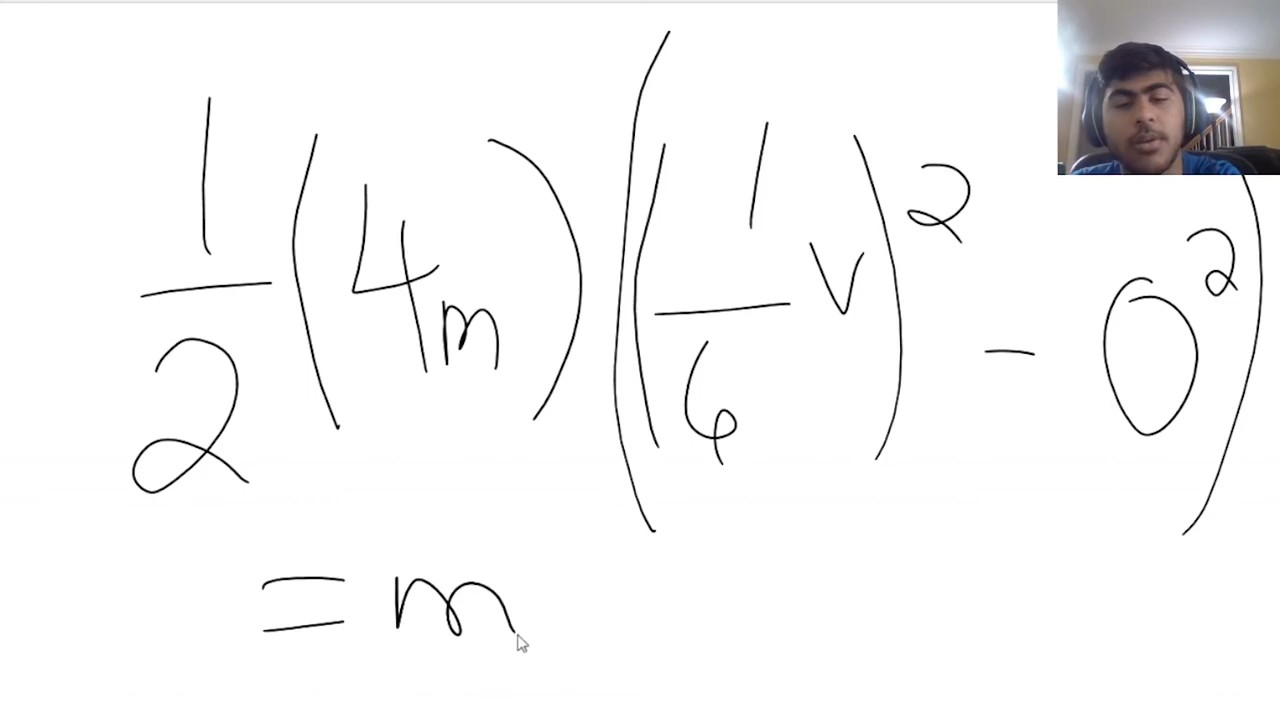 1/2 (4m) ((1/6 v)² - 0²)
= m